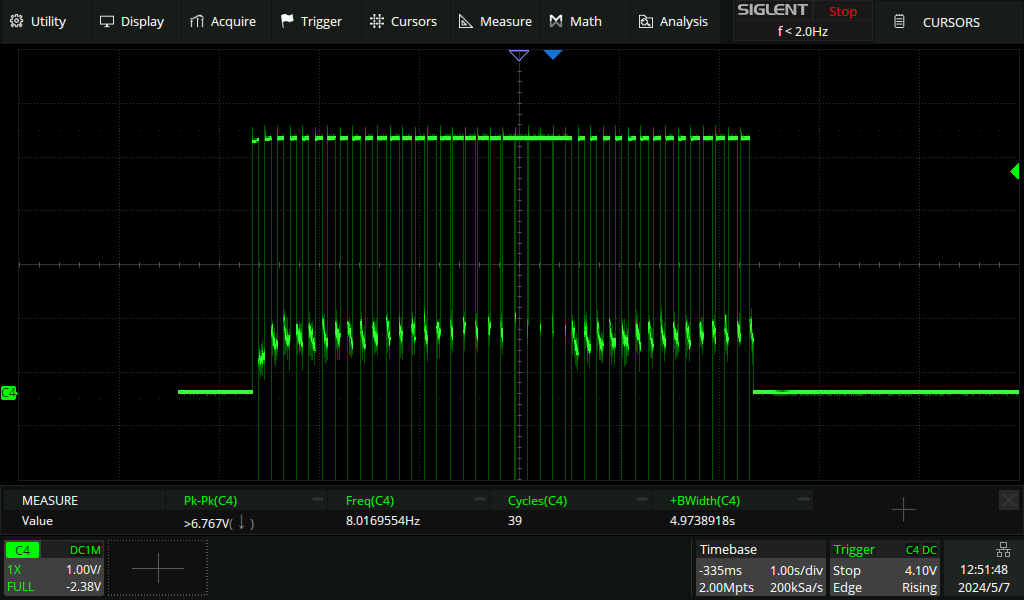 Utility Display Acquire Trigger Cursors Measure Math Analysis SIGLENT Stop CURSORS
f < 2.0Hz
C4
MEASURE Pk-Pk(C4) Freq(C4) Cycles(C4) +BWidth(C4)
Value >6.767V(↓) 8.0169554Hz 39 4.9738918s
C4 DC1M
1X 1.00V/
FULL -2.38V
Timebase
-335ms 1.00s/div
2.00Mpts 200kSa/s
Trigger C4 DC
Stop 4.10V
Edge Rising
12:51:48
2024/5/7